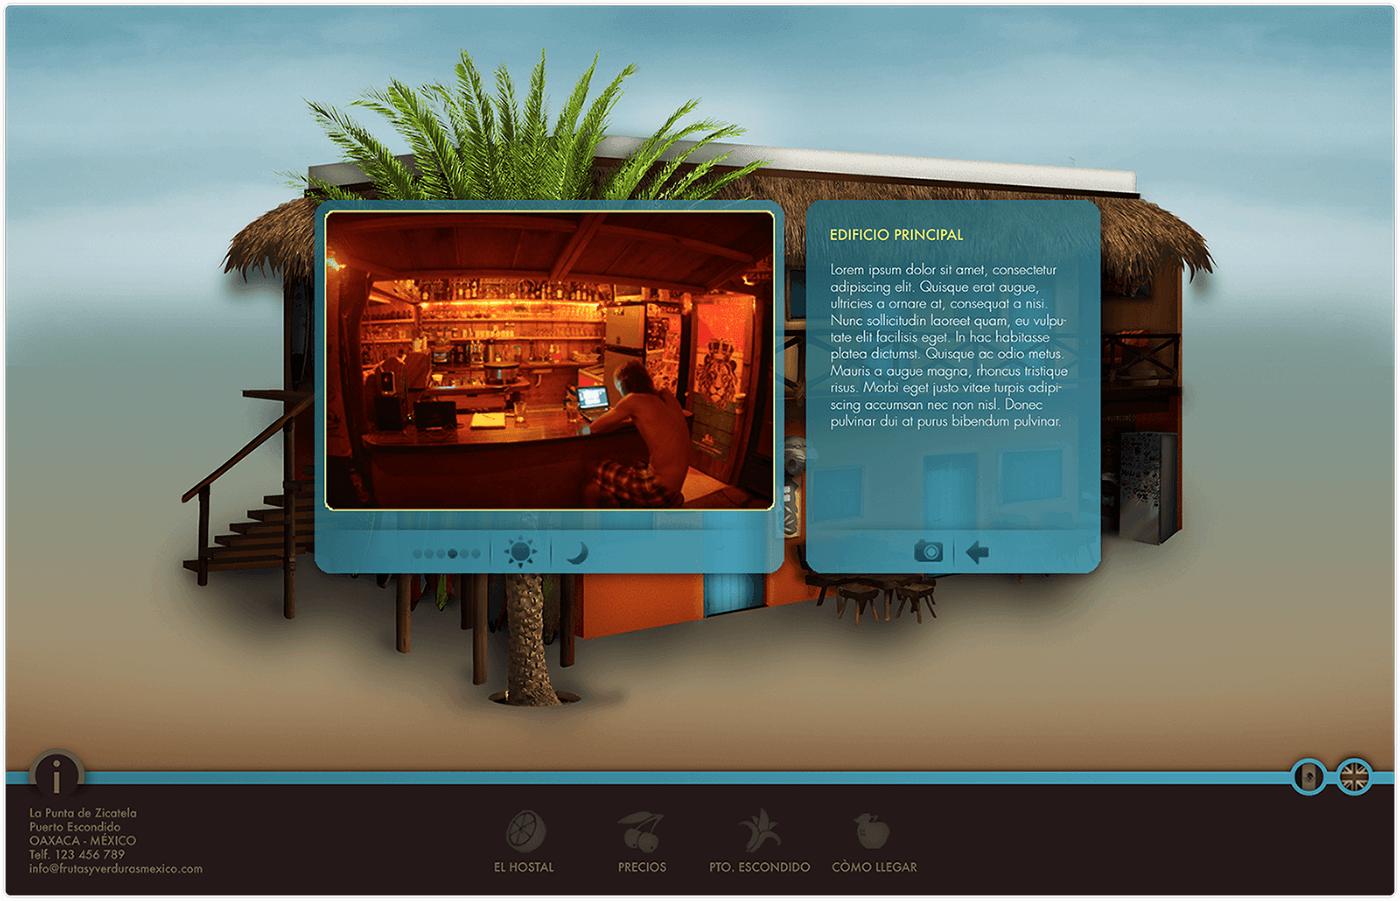 EDIFICIO PRINCIPAL
Lorem ipsum dolor sit amet, consectetur
adipiscing elit. Quisque erat augue,
ultricies a ornare at, consequat a nisi.
Nunc sollicitudin laoreet quam, eu vulpu-
tate elit facilisis eget. In hac habitasse
platea dictumst. Quisque ac odio metus.
Mauris a augue magna, rhoncus tristique
risus. Morbi eget justo vitae turpis adipi-
scing accumsan nec non nisl. Donec
pulvinar dui at purus bibendum pulvinar.
i
La Punta de Zicatela
Puerto Escondido
OAXACA - MÉXICO
Telf. 123 456 789
info@frutasyverdurasmexico.com
EL HOSTAL
PRECIOS
PTO. ESCONDIDO
CÒMO LLEGAR